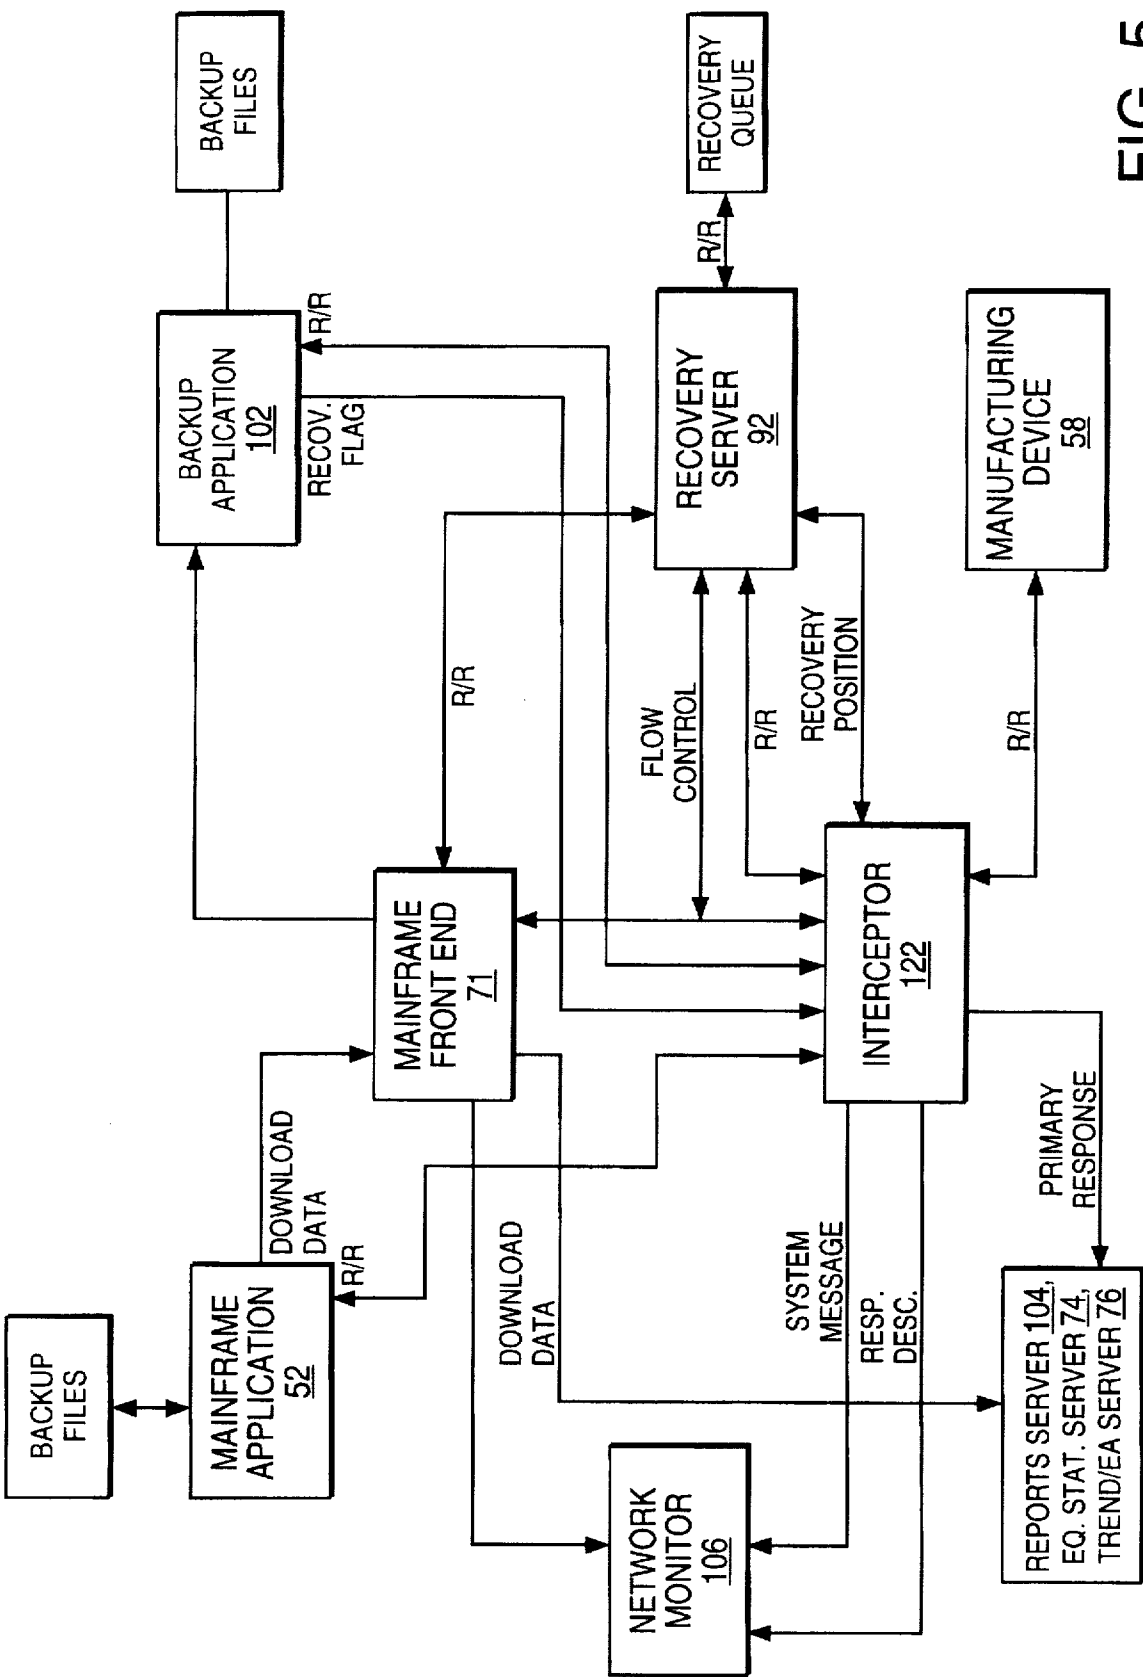 BACKUP
FILES
BACKUP
FILES
MAINFRAME
APPLICATION
52
BACKUP
APPLICATION
102
DOWNLOAD
DATA
R/R
RECOV.
FLAG
R/R
MAINFRAME
FRONT END
71
R/R
DOWNLOAD
DATA
NETWORK
MONITOR
106
FLOW
CONTROL
RECOVERY
SERVER
92
R/R
RECOVERY
QUEUE
R/R
SYSTEM
MESSAGE
RESP.
DESC.
INTERCEPTOR
122
RECOVERY
POSITION
REPORTS SERVER 104,
EQ. STAT. SERVER 74,
TREND/EA SERVER 76
PRIMARY
RESPONSE
R/R
MANUFACTURING
DEVICE
58
FIG. 5